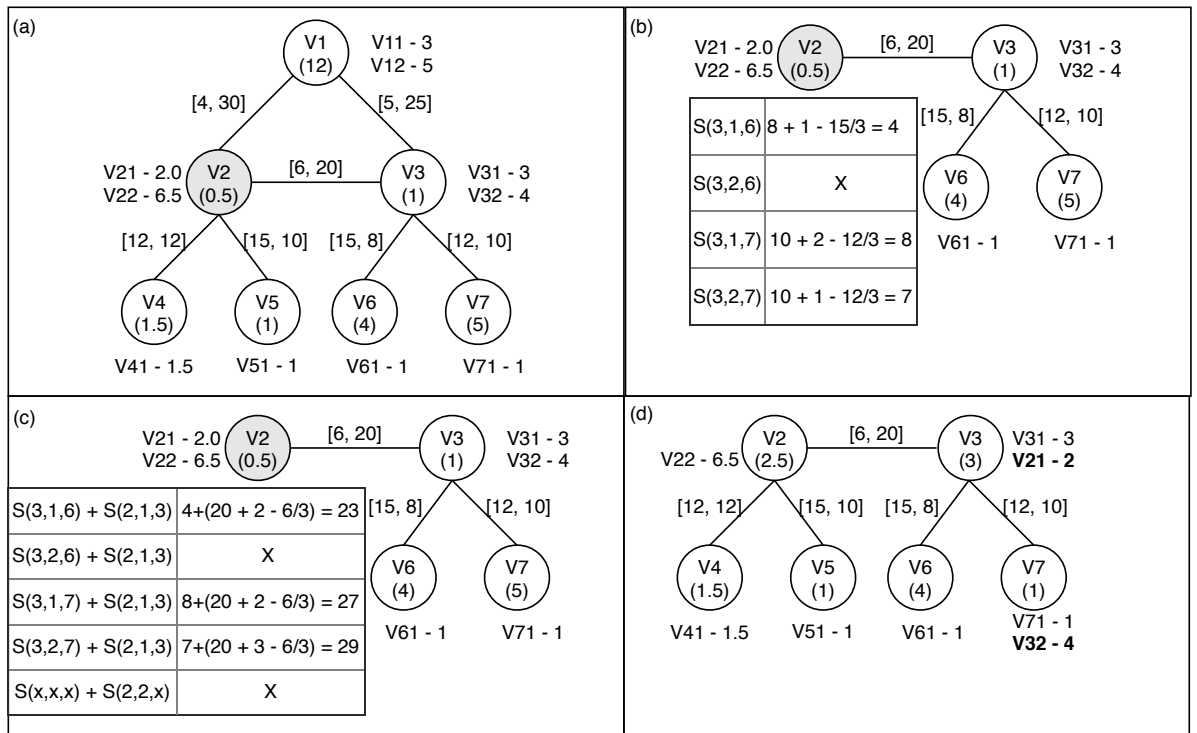 (a)
V1
(12)
V11 - 3
V12 - 5
[4, 30]
[5, 25]
V21 - 2.0
V22 - 6.5
V2
(0.5)
[6, 20]
V3
(1)
V31 - 3
V32 - 4
[12, 12]
[15, 10]
[15, 8]
[12, 10]
V4
(1.5)
V5
(1)
V6
(4)
V7
(5)
V41 - 1.5
V51 - 1
V61 - 1
V71 - 1
(b)
V21 - 2.0
V22 - 6.5
V2
(0.5)
[6, 20]
V3
(1)
V31 - 3
V32 - 4
S(3,1,6) 8 + 1 - 15/3 = 4
S(3,2,6) X
S(3,1,7) 10 + 2 - 12/3 = 8
S(3,2,7) 10 + 1 - 12/3 = 7
[15, 8]
[12, 10]
V6
(4)
V7
(5)
V61 - 1
V71 - 1
(c)
V21 - 2.0
V22 - 6.5
V2
(0.5)
[6, 20]
V3
(1)
V31 - 3
V32 - 4
S(3,1,6) + S(2,1,3) 4+(20 + 2 - 6/3) = 23
S(3,2,6) + S(2,1,3) X
S(3,1,7) + S(2,1,3) 8+(20 + 2 - 6/3) = 27
S(3,2,7) + S(2,1,3) 7+(20 + 3 - 6/3) = 29
S(x,x,x) + S(2,2,x) X
[15, 8]
[12, 10]
V6
(4)
V7
(5)
V61 - 1
V71 - 1
(d)
V22 - 6.5
V2
(2.5)
[6, 20]
V3
(3)
V31 - 3
V21 - 2
[12, 12]
[15, 10]
[15, 8]
[12, 10]
V4
(1.5)
V5
(1)
V6
(4)
V7
(1)
V41 - 1.5
V51 - 1
V61 - 1
V71 - 1
V32 - 4